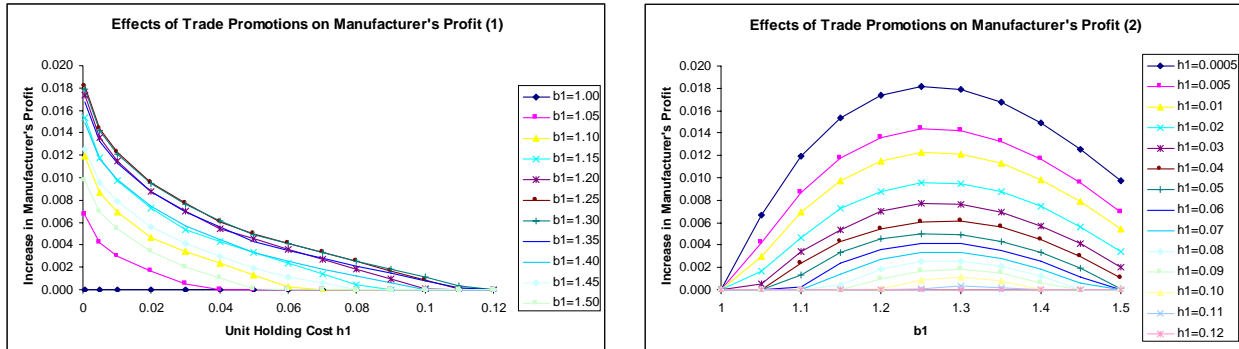 Effects of Trade Promotions on Manufacturer's Profit (1)
Increase in Manufacturer's Profit
0.020
0.018
0.016
0.014
0.012
0.010
0.008
0.006
0.004
0.002
0.000
0
0.02
0.04
0.06
0.08
0.10
0.12
Unit Holding Cost h1
b1=1.00
b1=1.05
b1=1.10
b1=1.15
b1=1.20
b1=1.25
b1=1.30
b1=1.35
b1=1.40
b1=1.45
b1=1.50
Effects of Trade Promotions on Manufacturer's Profit (2)
Increase in Manufacturer's Profit
0.020
0.018
0.016
0.014
0.012
0.010
0.008
0.006
0.004
0.002
0.000
1
1.1
1.2
1.3
1.4
1.5
b1
h1=0.0005
h1=0.005
h1=0.01
h1=0.02
h1=0.03
h1=0.04
h1=0.05
h1=0.06
h1=0.07
h1=0.08
h1=0.09
h1=0.10
h1=0.11
h1=0.12